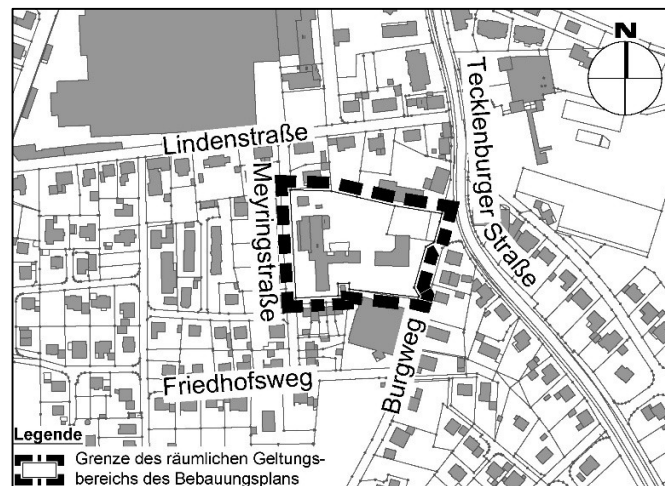 N
Tecklenburger Straße
Lindenstraße
Meyringstraße
Burgweg
Friedhofsweg
Legende
Grenze des räumlichen Geltungs-
bereichs des Bebauungsplans